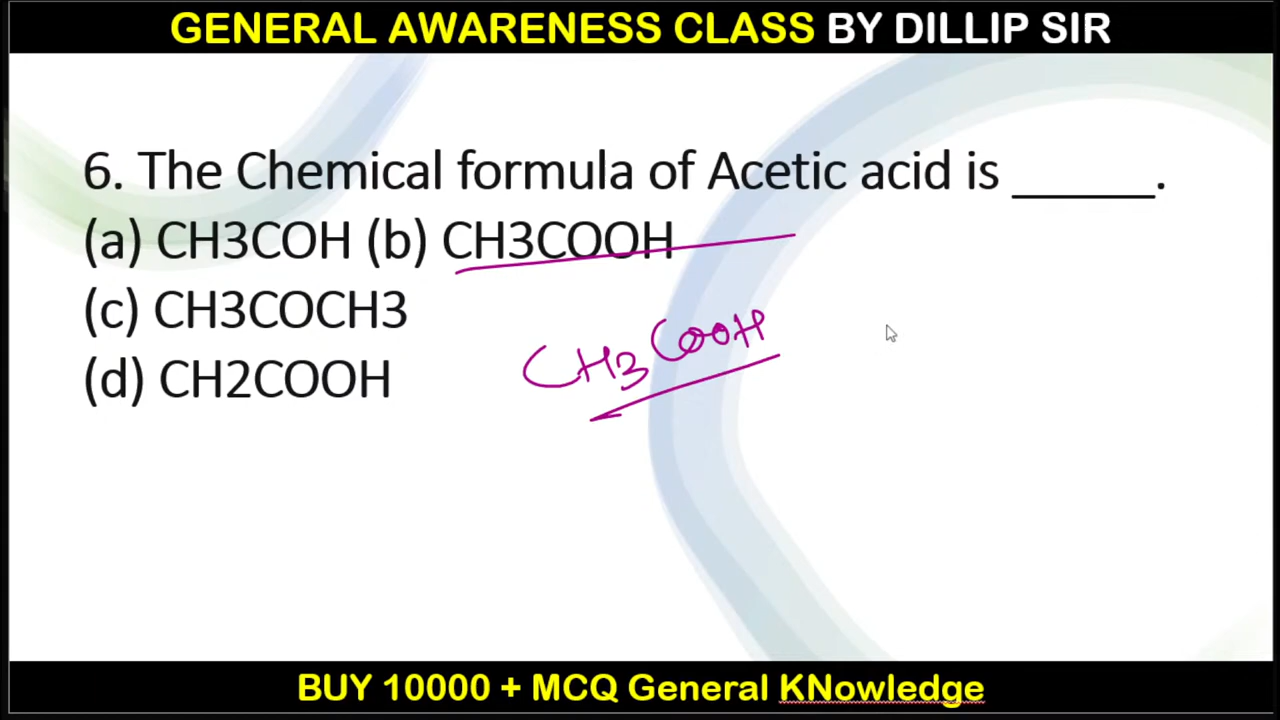 GENERAL AWARENESS CLASS BY DILLIP SIR
6. The Chemical formula of Acetic acid is ______.
(a) CH3COH (b) CH3COOH
(c) CH3COCH3
CH3COOH
(d) CH2COOH
BUY 10000 + MCQ General KNowledge